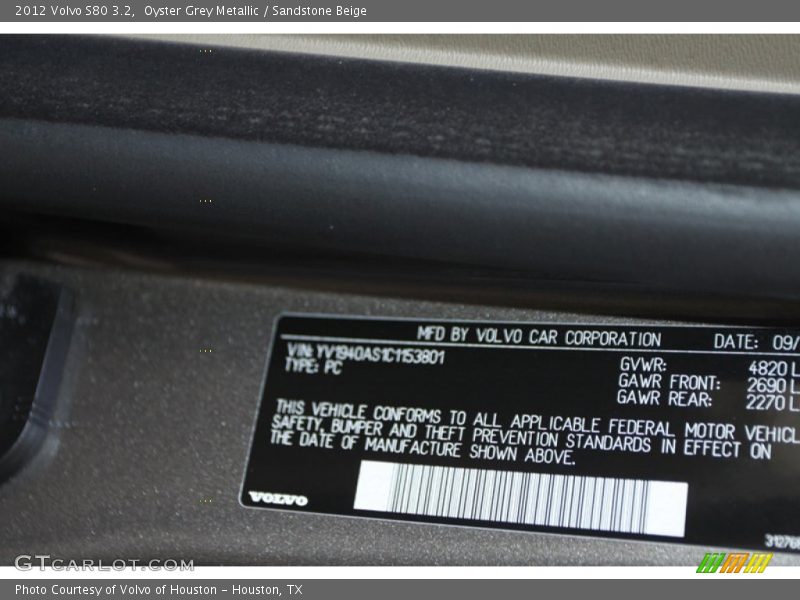 2012 Volvo S80 3.2, Oyster Grey Metallic / Sandstone Beige
MFD BY VOLVO CAR CORPORATION DATE: 09/
VIN: YV1940AS1C1153801
TYPE: PC
GVWR: 4820 L
GAWR FRONT: 2690 L
GAWR REAR: 2270 L
THIS VEHICLE CONFORMS TO ALL APPLICABLE FEDERAL MOTOR VEHICL
SAFETY, BUMPER AND THEFT PREVENTION STANDARDS IN EFFECT ON
THE DATE OF MANUFACTURE SHOWN ABOVE.
VOLVO
GTCARLOT.COM
Photo Courtesy of Volvo of Houston - Houston, TX